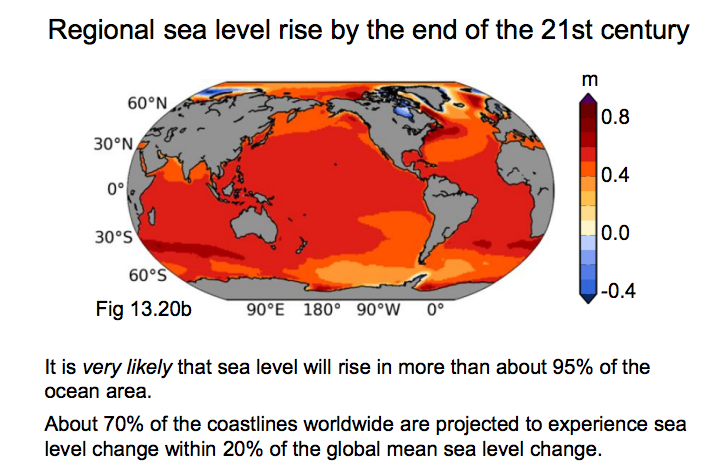 Regional sea level rise by the end of the 21st century
m
60°N
0.8
30°N
0.4
0°
0.0
30°S
60°S
-0.4
Fig 13.20b
90°E 180° 90°W 0°
It is very likely that sea level will rise in more than about 95% of the
ocean area.
About 70% of the coastlines worldwide are projected to experience sea
level change within 20% of the global mean sea level change.